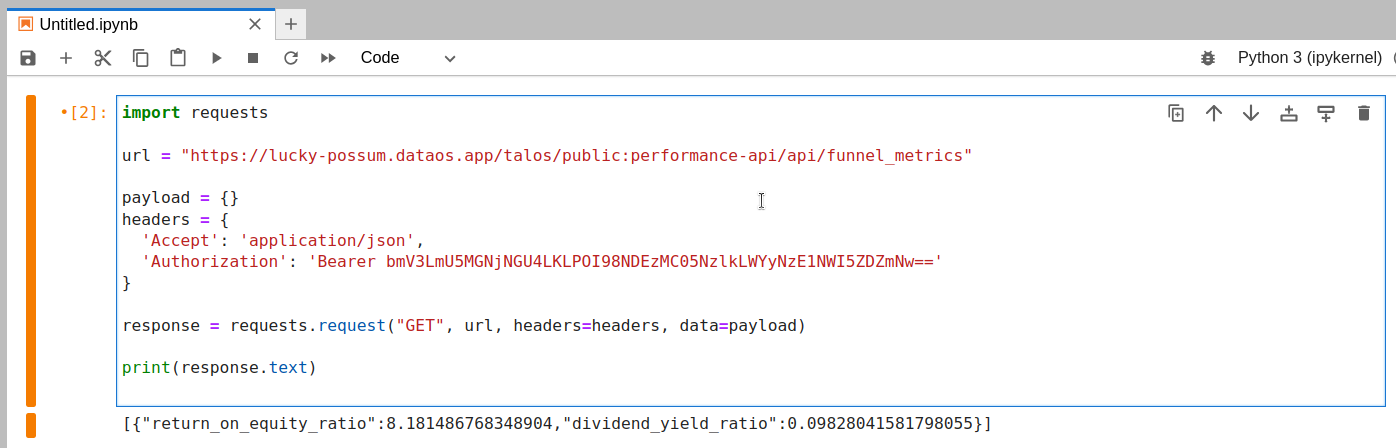 Untitled.ipynb
Code
Python 3 (ipykernel)
[2]:
import requests
url = "https://lucky-possum.dataos.app/talos/public:performance-api/api/funnel_metrics"
payload = {}
headers = {
  'Accept': 'application/json',
  'Authorization': 'Bearer bmV3LmU5MGNjNGU4LKLPOI98NDEzMC05NzlkLWYyNzE1NWI5ZDZmNw=='
}
response = requests.request("GET", url, headers=headers, data=payload)
print(response.text)
[{"return_on_equity_ratio":8.181486768348904,"dividend_yield_ratio":0.09828041581798055}]